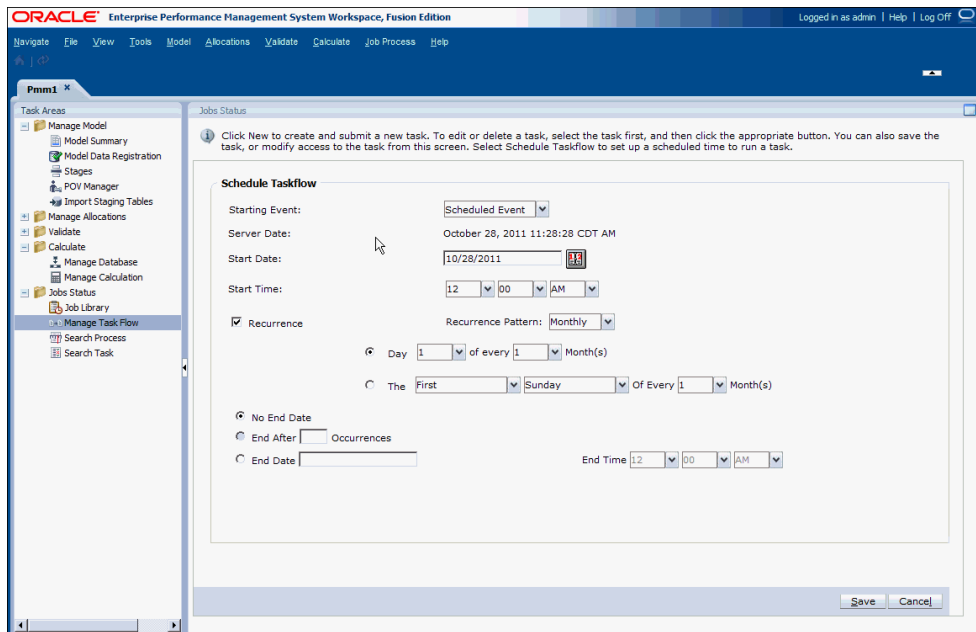 ORACLE Enterprise Performance Management System Workspace, Fusion Edition
Logged in as admin | Help | Log Off
Navigate File View Tools Model Allocations Validate Calculate Job Process Help
Pmm1 ×
Task Areas
Manage Model
Model Summary
Model Data Registration
Stages
POV Manager
Import Staging Tables
Manage Allocations
Validate
Calculate
Manage Database
Manage Calculation
Jobs Status
Job Library
Manage Task Flow
Search Process
Search Task
Jobs Status
Click New to create and submit a new task. To edit or delete a task, select the task first, and then click the appropriate button. You can also save the
task, or modify access to the task from this screen. Select Schedule Taskflow to set up a scheduled time to run a task.
Schedule Taskflow
Starting Event: Scheduled Event
Server Date: October 28, 2011 11:28:28 CDT AM
Start Date: 10/28/2011
Start Time: 12 00 AM
Recurrence Recurrence Pattern: Monthly
Day 1 of every 1 Month(s)
The First Sunday Of Every 1 Month(s)
No End Date
End After Occurrences
End Date End Time 12 00 AM
Save Cancel